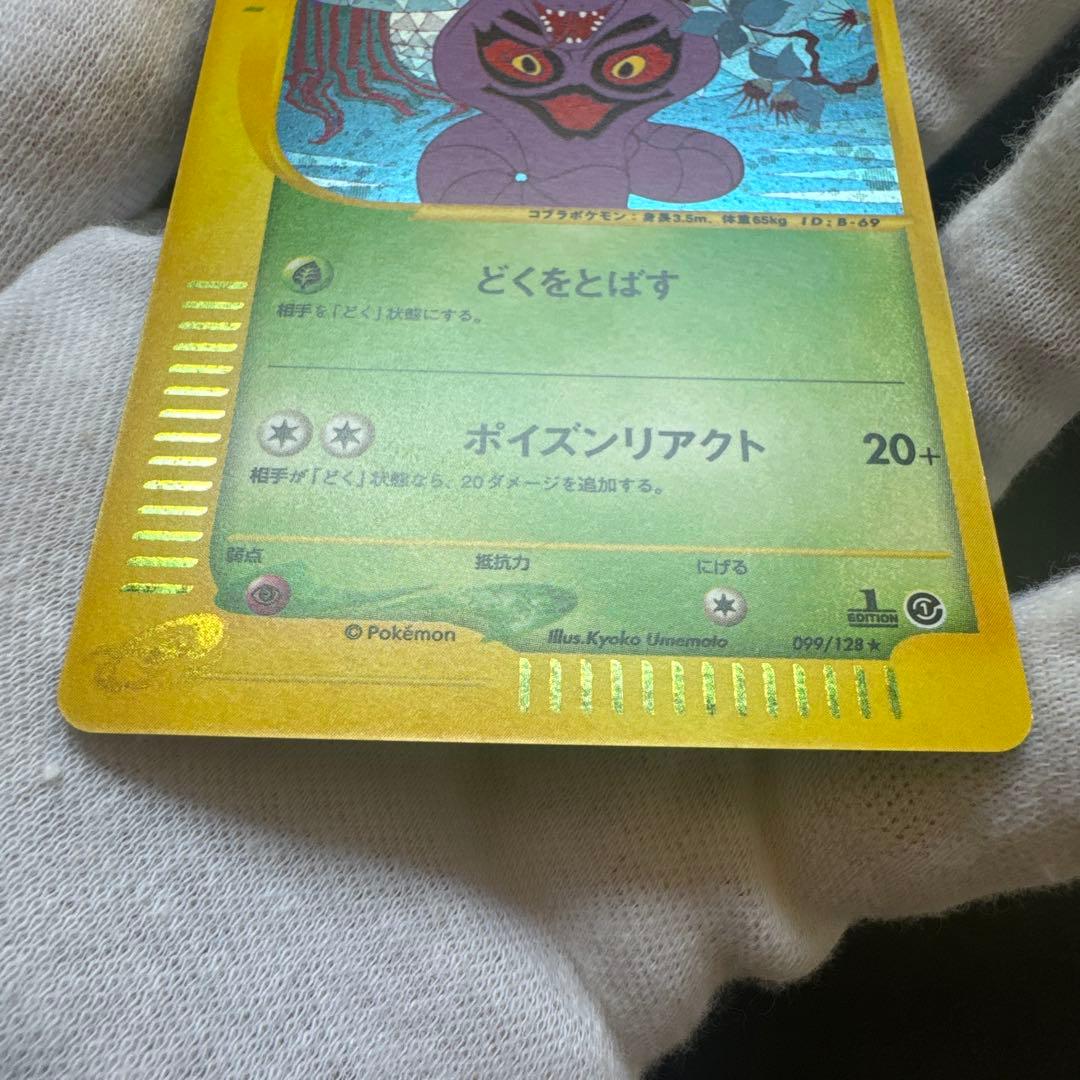 コブラポケモン：身長3.5m、体重65kg ID：B-69
どくをとばす
相手を「どく」状態にする。
ポイズンリアクト 20+
相手が「どく」状態なら、20ダメージを追加する。
弱点 抵抗力 にげる
1 EDITION
©Pokémon Illus.Kyoko Umemoto 099/128★